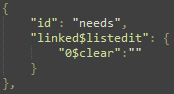 {
"id": "needs",
"linked$listedit": {
"0$clear":""
}
},